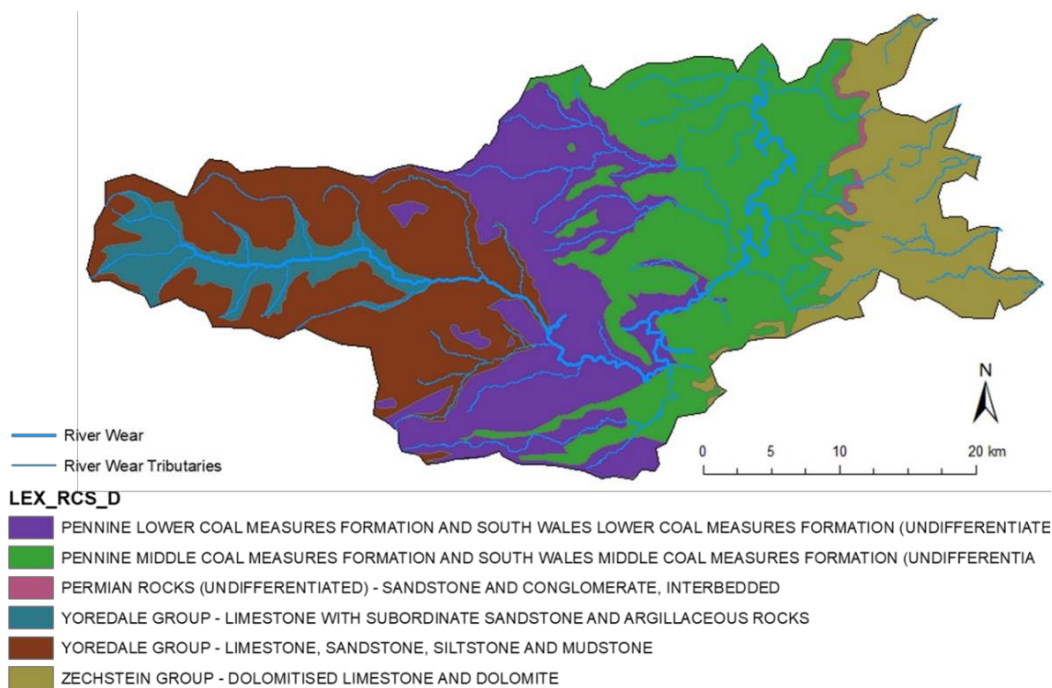 N
0 5 10 15 20 km
River Wear
River Wear Tributaries
LEX_RCS_D
PENNINE LOWER COAL MEASURES FORMATION AND SOUTH WALES LOWER COAL MEASURES FORMATION (UNDIFFERENTIATE
PENNINE MIDDLE COAL MEASURES FORMATION AND SOUTH WALES MIDDLE COAL MEASURES FORMATION (UNDIFFERENTIA
PERMIAN ROCKS (UNDIFFERENTIATED) - SANDSTONE AND CONGLOMERATE, INTERBEDDED
YOREDALE GROUP - LIMESTONE WITH SUBORDINATE SANDSTONE AND ARGILLACEOUS ROCKS
YOREDALE GROUP - LIMESTONE, SANDSTONE, SILTSTONE AND MUDSTONE
ZECHSTEIN GROUP - DOLOMITISED LIMESTONE AND DOLOMITE